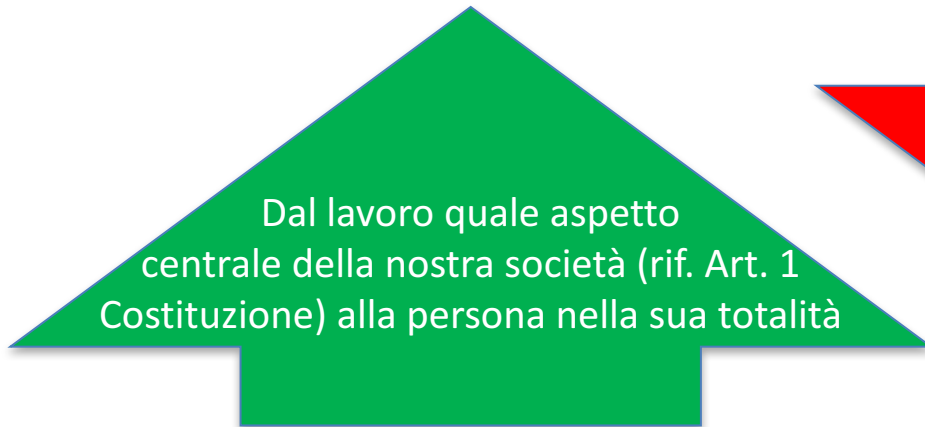 Dal lavoro quale aspetto
centrale della nostra società (rif. Art. 1
Costituzione) alla persona nella sua totalità